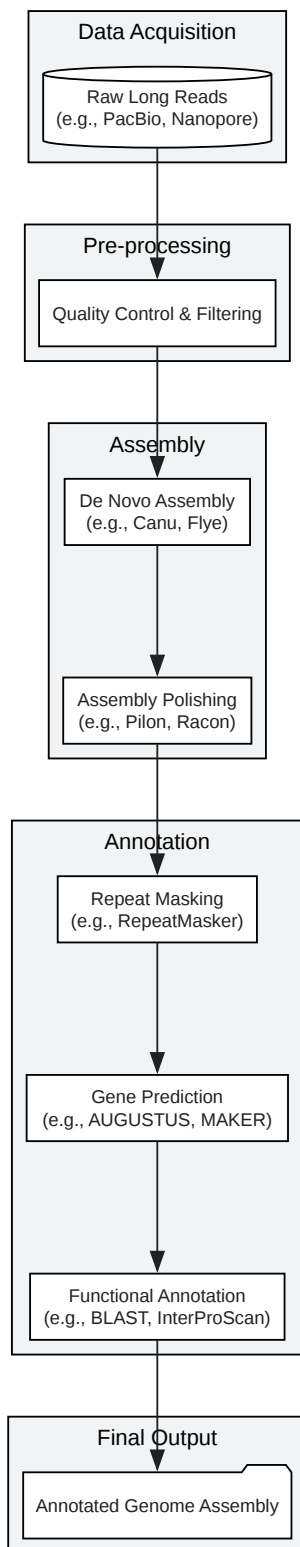 Data Acquisition
Raw Long Reads
(e.g., PacBio, Nanopore)
Pre-processing
Quality Control & Filtering
Assembly
De Novo Assembly
(e.g., Canu, Flye)
Assembly Polishing
(e.g., Pilon, Racon)
Annotation
Repeat Masking
(e.g., RepeatMasker)
Gene Prediction
(e.g., AUGUSTUS, MAKER)
Functional Annotation
(e.g., BLAST, InterProScan)
Final Output
Annotated Genome Assembly